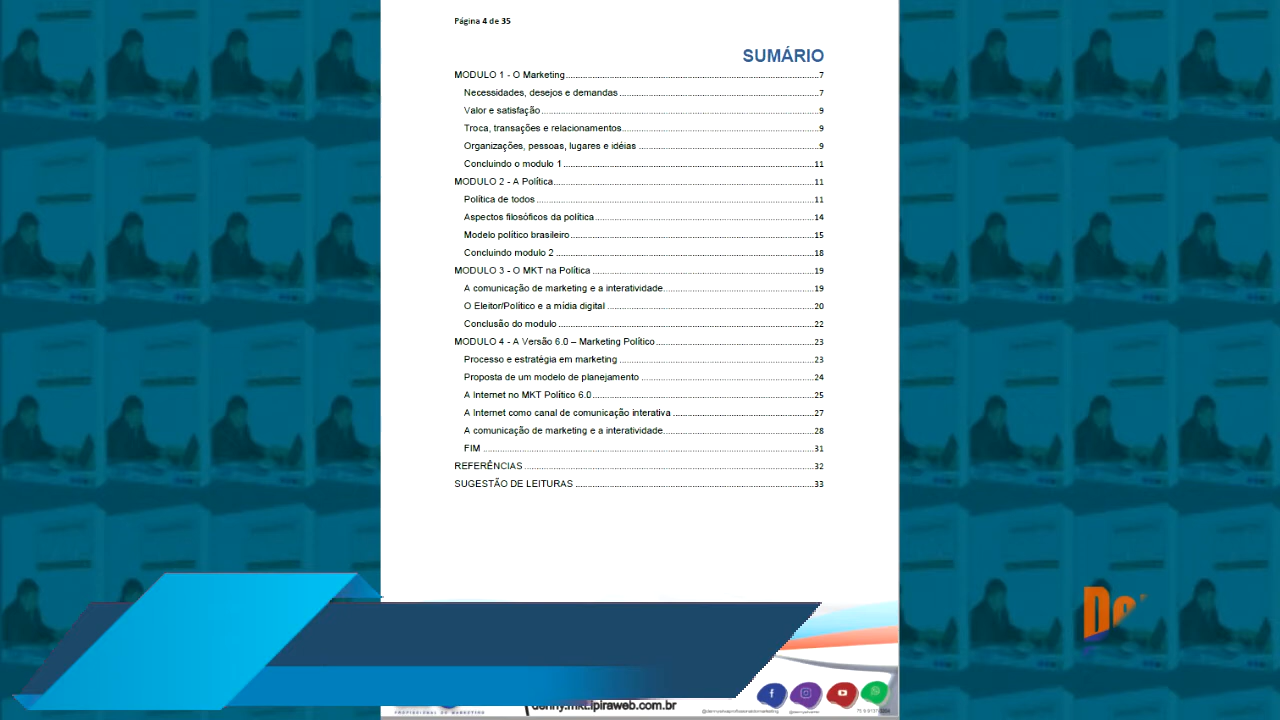 Página 4 de 35
SUMÁRIO
MODULO 1 - O Marketing 7
Necessidades, desejos e demandas 7
Valor e satisfação 9
Troca, transações e relacionamentos 9
Organizações, pessoas, lugares e idéias 9
Concluindo o modulo 1 11
MODULO 2 - A Política 11
Política de todos 11
Aspectos filosóficos da política 14
Modelo político brasileiro 15
Concluindo modulo 2 18
MODULO 3 - O MKT na Política 19
A comunicação de marketing e a interatividade 19
O Eleitor/Político e a mídia digital 20
Conclusão do modulo 22
MODULO 4 - A Versão 6.0 – Marketing Político 23
Processo e estratégia em marketing 23
Proposta de um modelo de planejamento 24
A Internet no MKT Político 6.0 25
A Internet como canal de comunicação interativa 27
A comunicação de marketing e a interatividade 28
FIM 31
REFERÊNCIAS 32
SUGESTÃO DE LEITURAS 33
De
PROFISSIONAL DE MARKETING
denny.mkt.ipiraweb.com.br